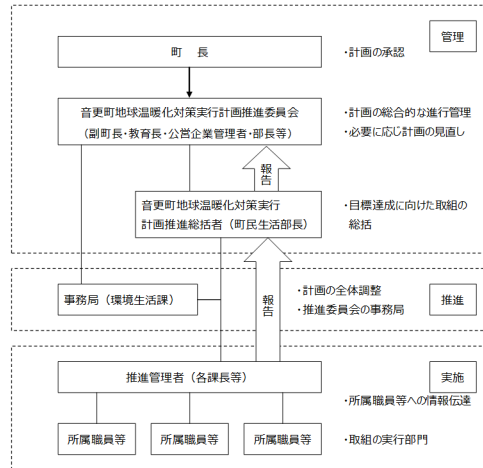 管理
町　長
・計画の承認
音更町地球温暖化対策実行計画推進委員会
（副町長・教育長・公営企業管理者・部長等）
・計画の総合的な進行管理
・必要に応じ計画の見直し
報告
音更町地球温暖化対策実行
計画推進総括者（町民生活部長）
・目標達成に向けた取組の
総括
事務局（環境生活課）
報告
・計画の全体調整
・推進委員会の事務局
推進
推進管理者（各課長等）
実施
・所属職員等への情報伝達
所属職員等
所属職員等
所属職員等
・取組の実行部門